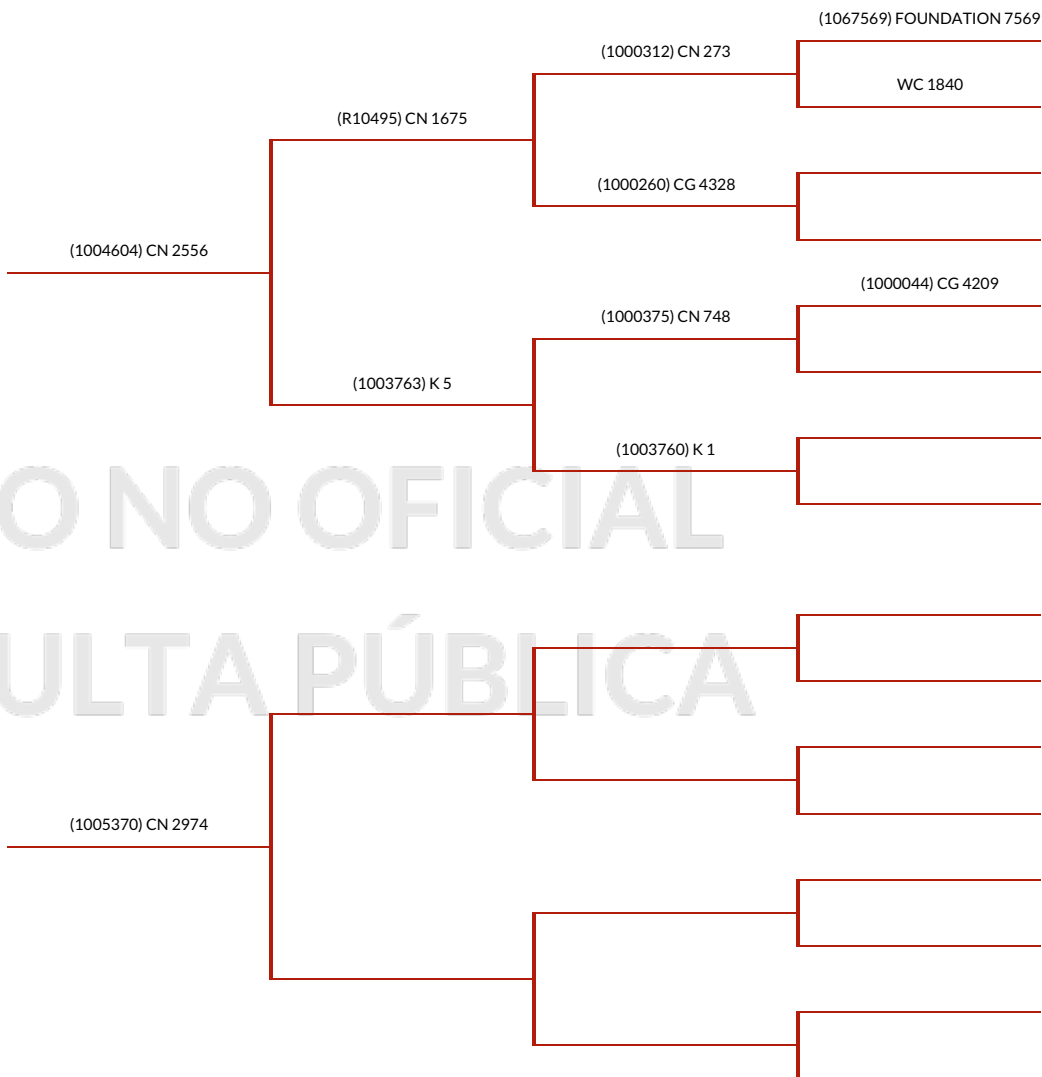 (1067569) FOUNDATION 7569
(1000312) CN 273
WC 1840
(R10495) CN 1675
(1000260) CG 4328
(1004604) CN 2556
(1000044) CG 4209
(1000375) CN 748
(1003763) K 5
(1003760) K 1
O NO OFICIAL
ULTA PÚBLICA
(1005370) CN 2974